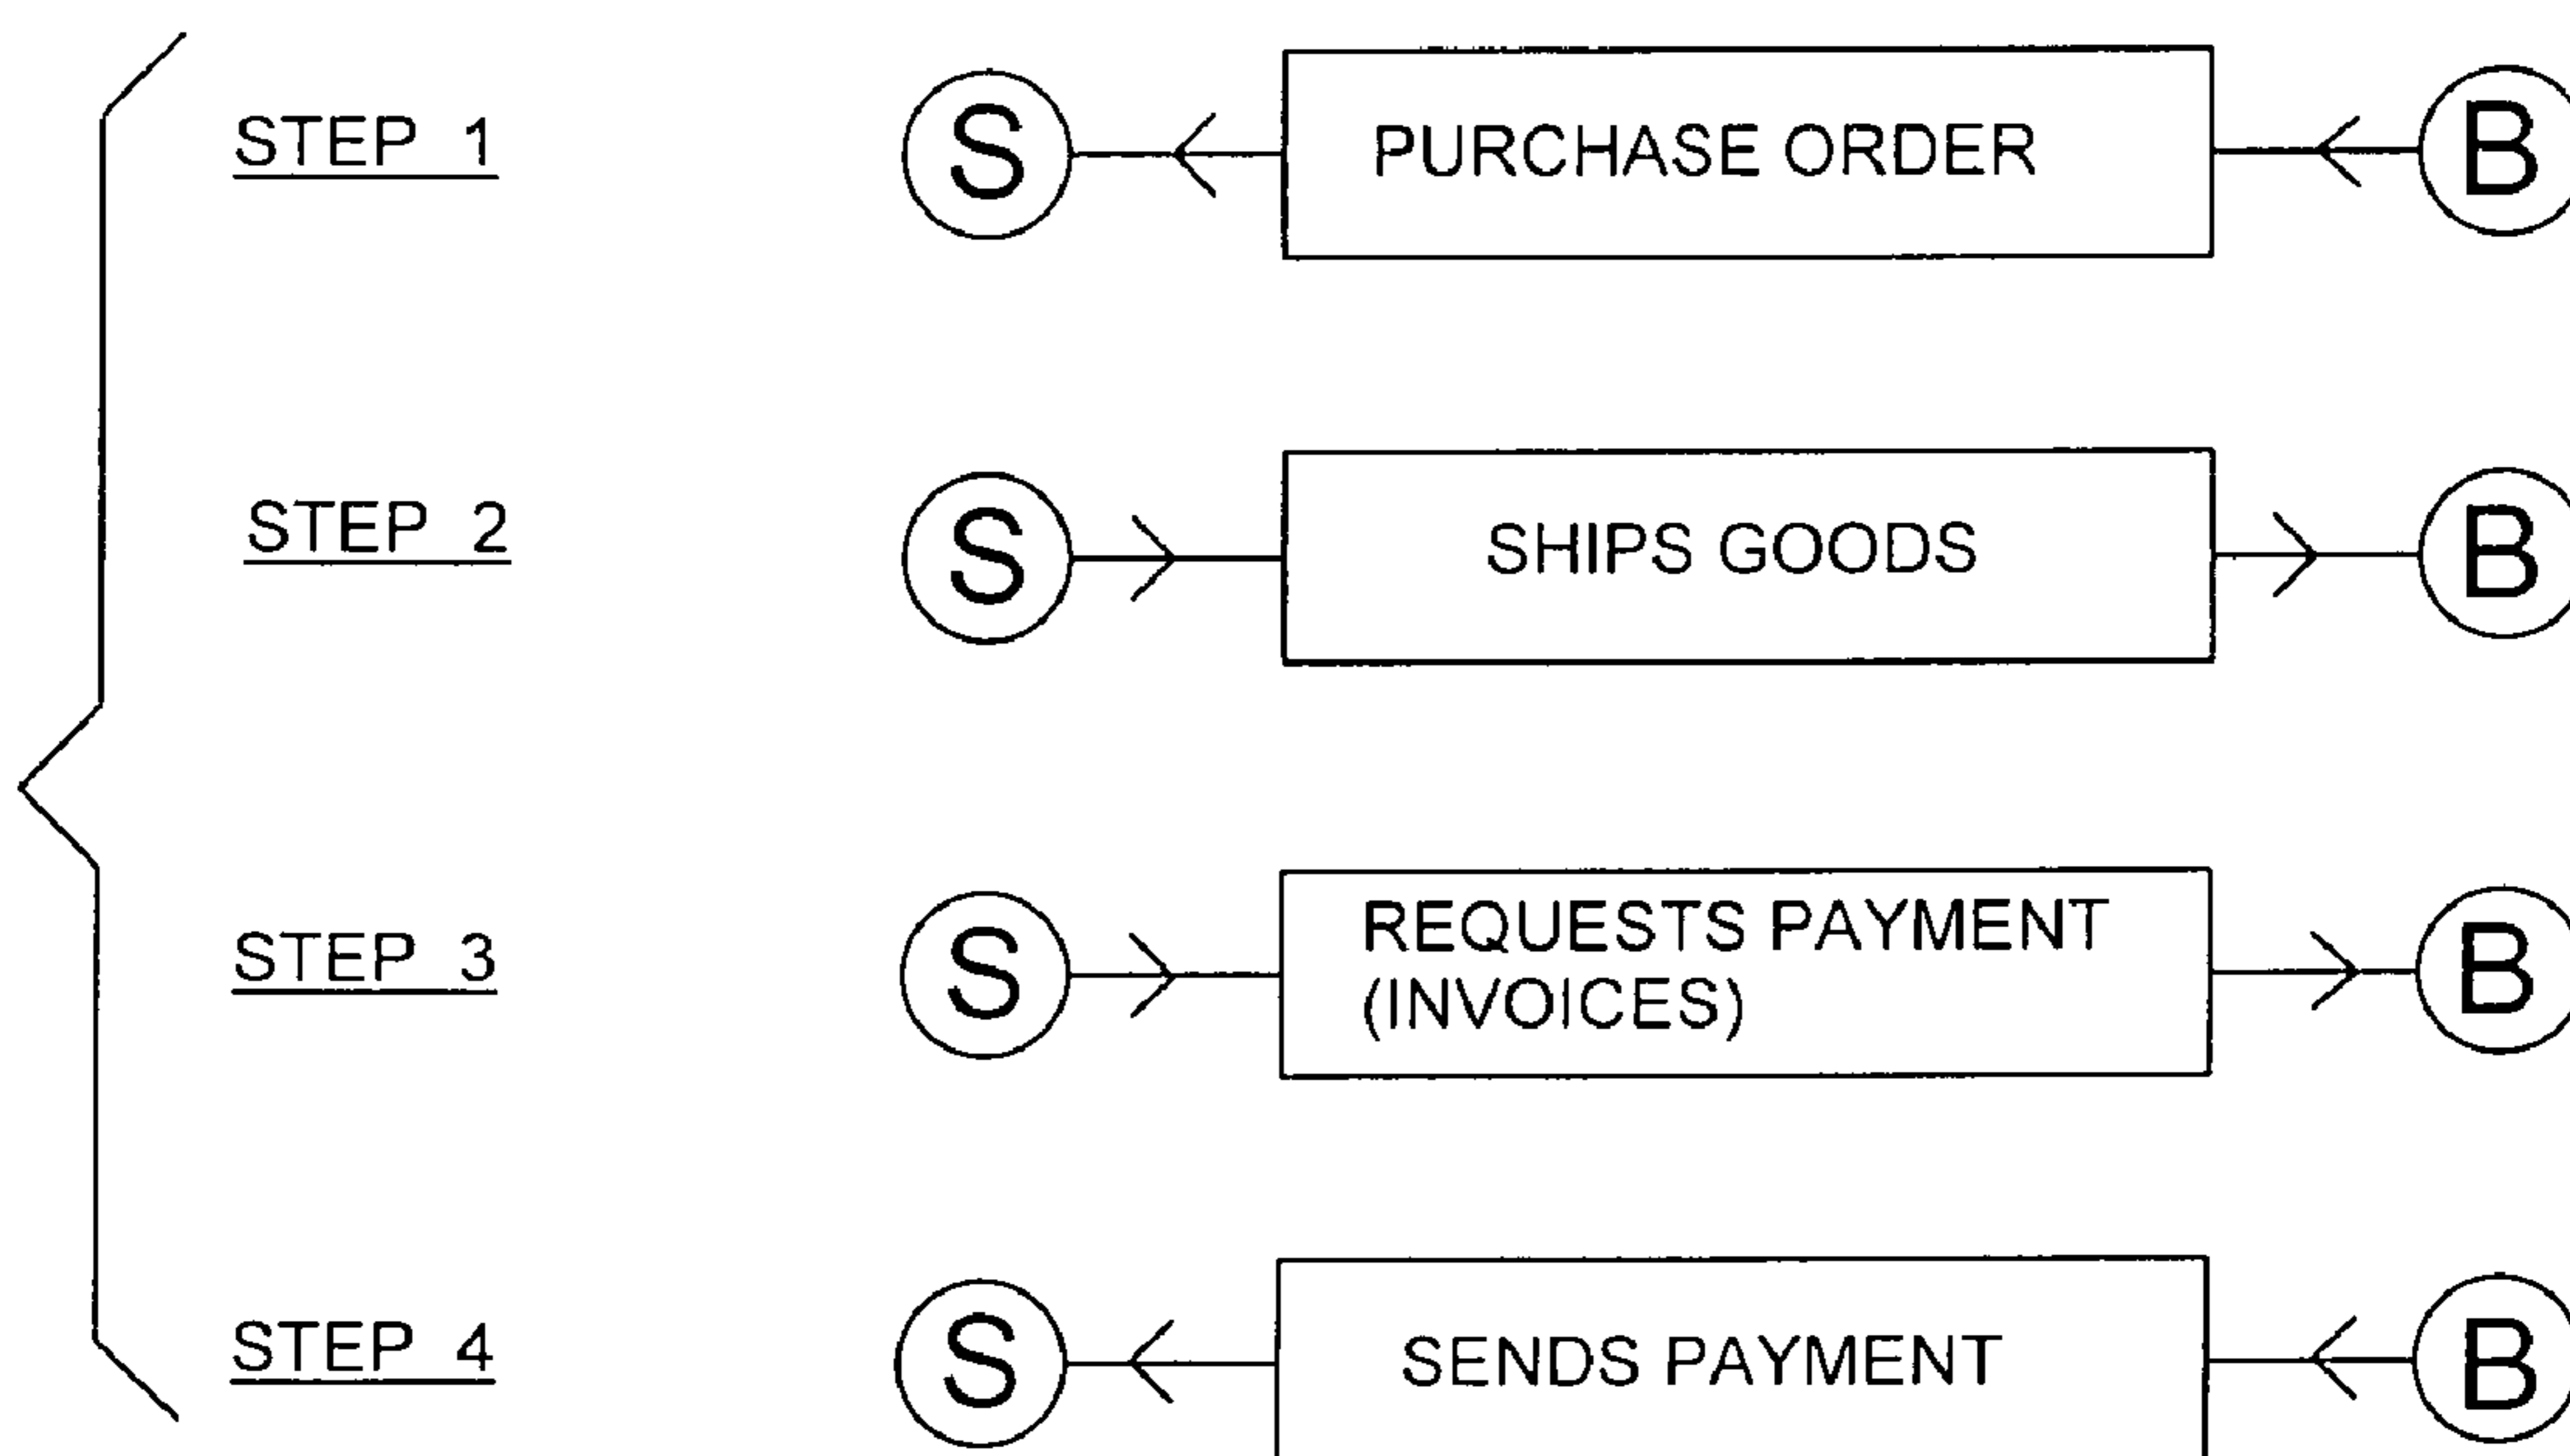 STEP 1
S
PURCHASE ORDER
B
STEP 2
S
SHIPS GOODS
B
STEP 3
S
REQUESTS PAYMENT
(INVOICES)
B
STEP 4
S
SENDS PAYMENT
B